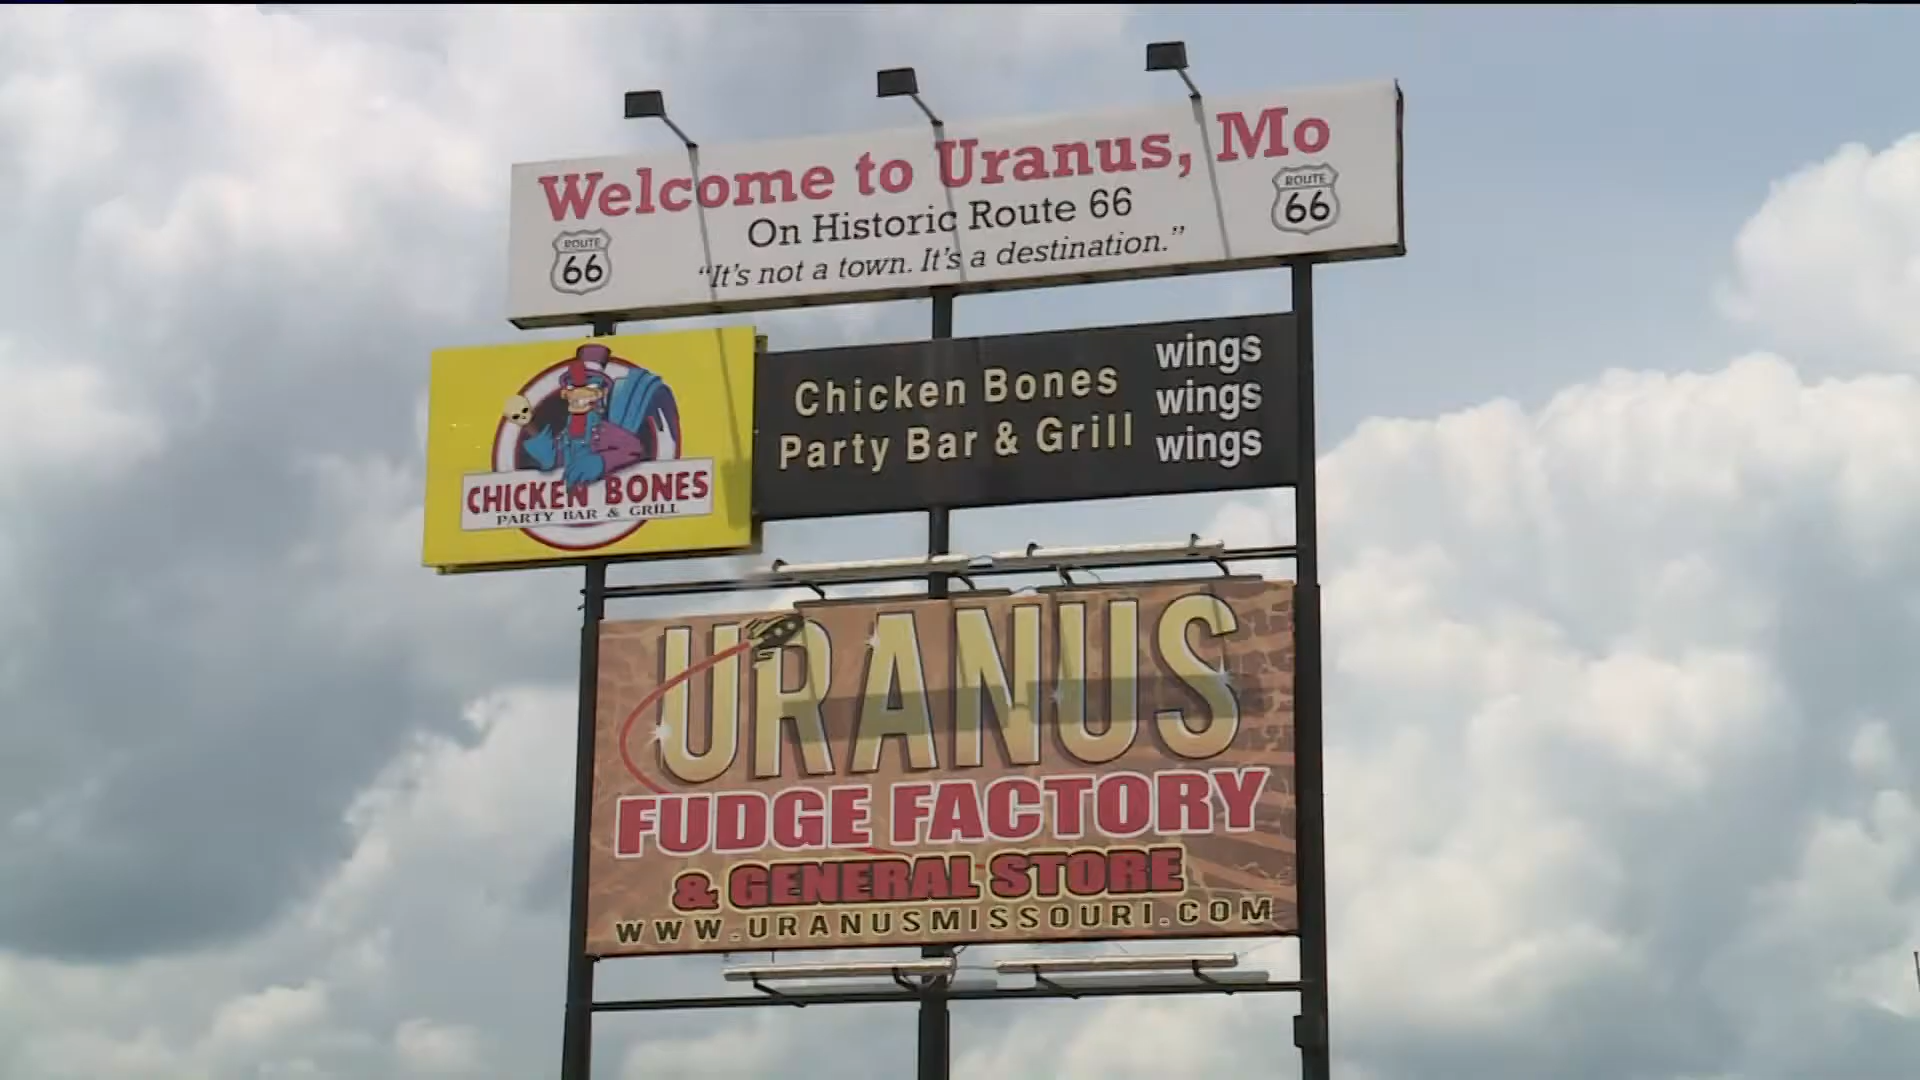 Welcome to Uranus, Mo
On Historic Route 66
"It's not a town. It's a destination."
ROUTE
66
ROUTE
66
CHICKEN BONES
PARTY BAR & GRILL
Chicken Bones
Party Bar & Grill
wings
wings
wings
URANUS
FUDGE FACTORY
& GENERAL STORE
WWW.URANUSMISSOURI.COM